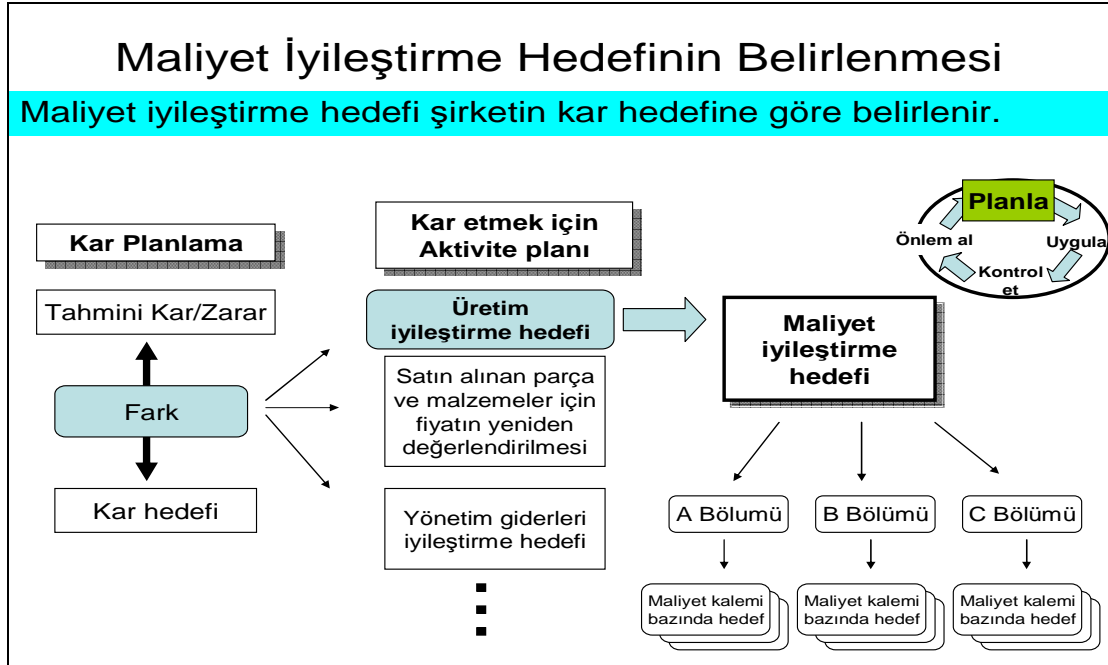 Maliyet İyileştirme Hedefinin Belirlenmesi
Maliyet iyileştirme hedefi şirketin kar hedefine göre belirlenir.
Kar Planlama
Tahmini Kar/Zarar
Fark
Kar hedefi
Kar etmek için
Aktivite planı
Üretim
iyileştirme hedefi
Satın alınan parça
ve malzemeler için
fiyatın yeniden
değerlendirilmesi
Yönetim giderleri
iyileştirme hedefi
Planla
Uygula
Kontrol
et
Önlem al
Maliyet
iyileştirme
hedefi
A Bölumü
B Bölümü
C Bölümü
Maliyet kalemi
bazında hedef
Maliyet kalemi
bazında hedef
Maliyet kalemi
bazında hedef